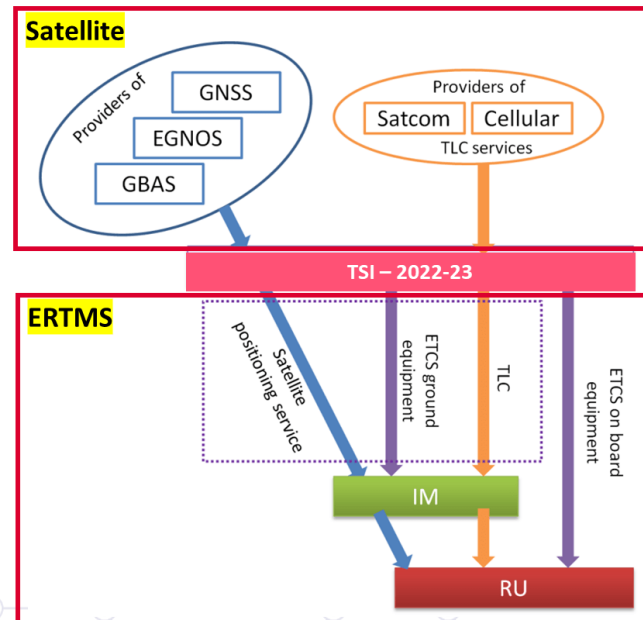 Satellite
Providers of
GNSS
EGNOS
GBAS
Providers of
Satcom
Cellular
TLC services
TSI – 2022-23
ERTMS
Satellite
positioning service
ETCS ground
equipment
TLC
ETCS on board
equipment
IM
RU